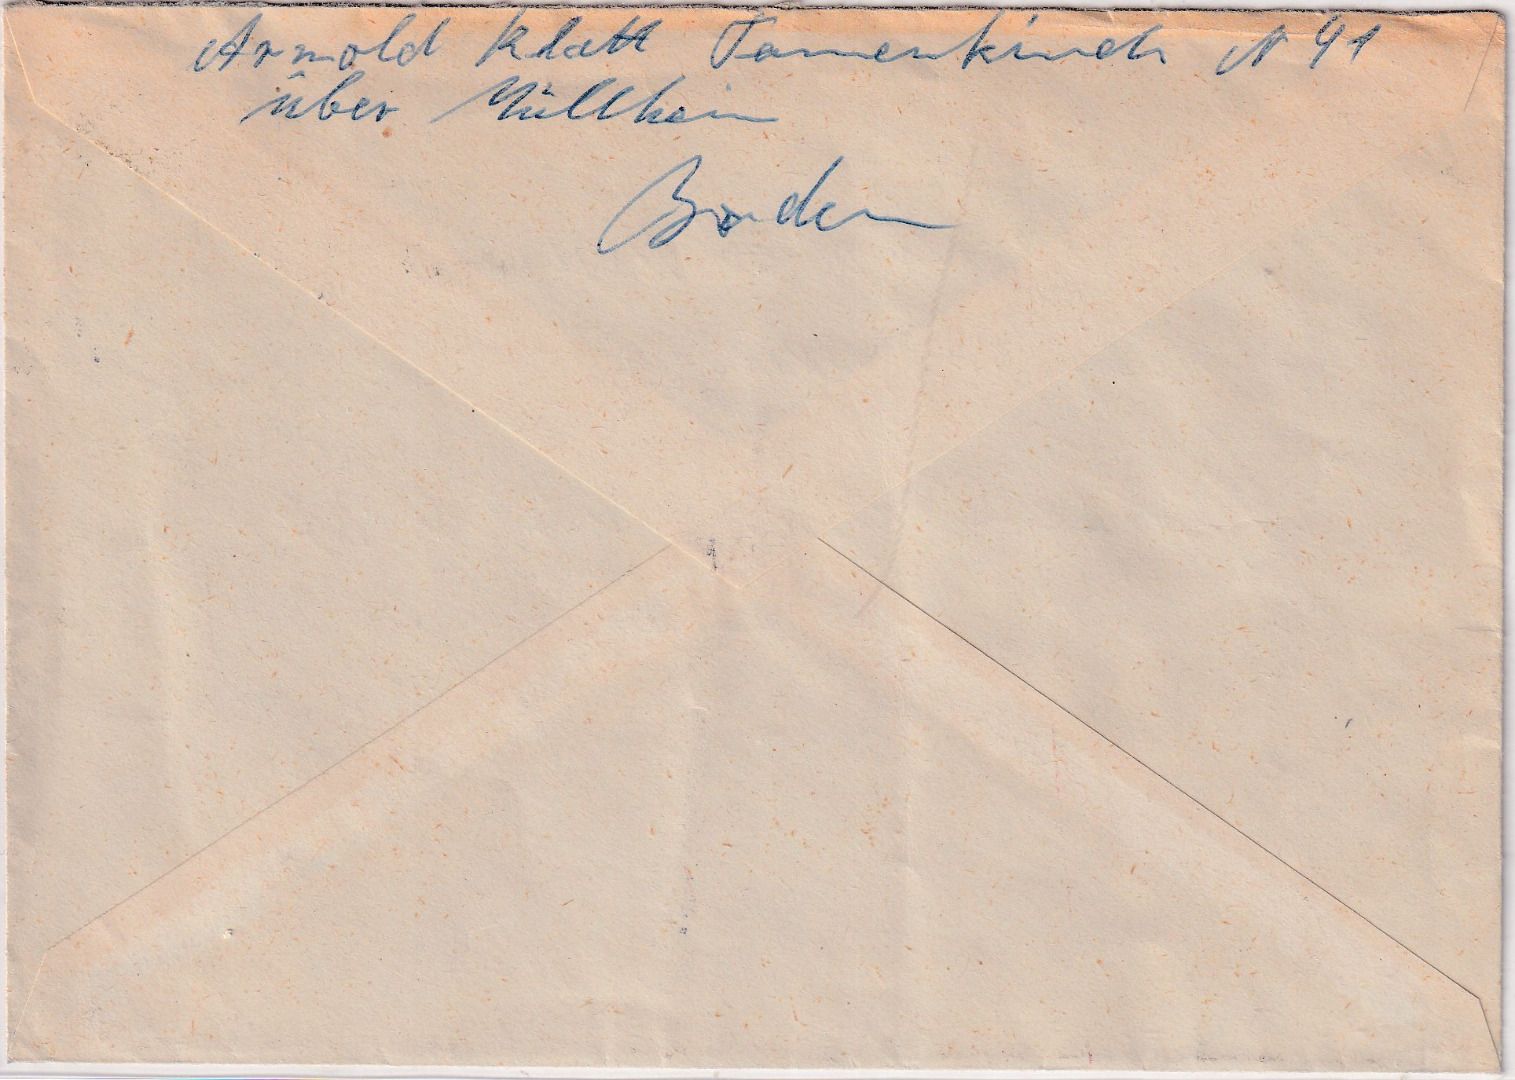 Arnold Klatt Tannenkirch N 41
über Müllheim
Baden